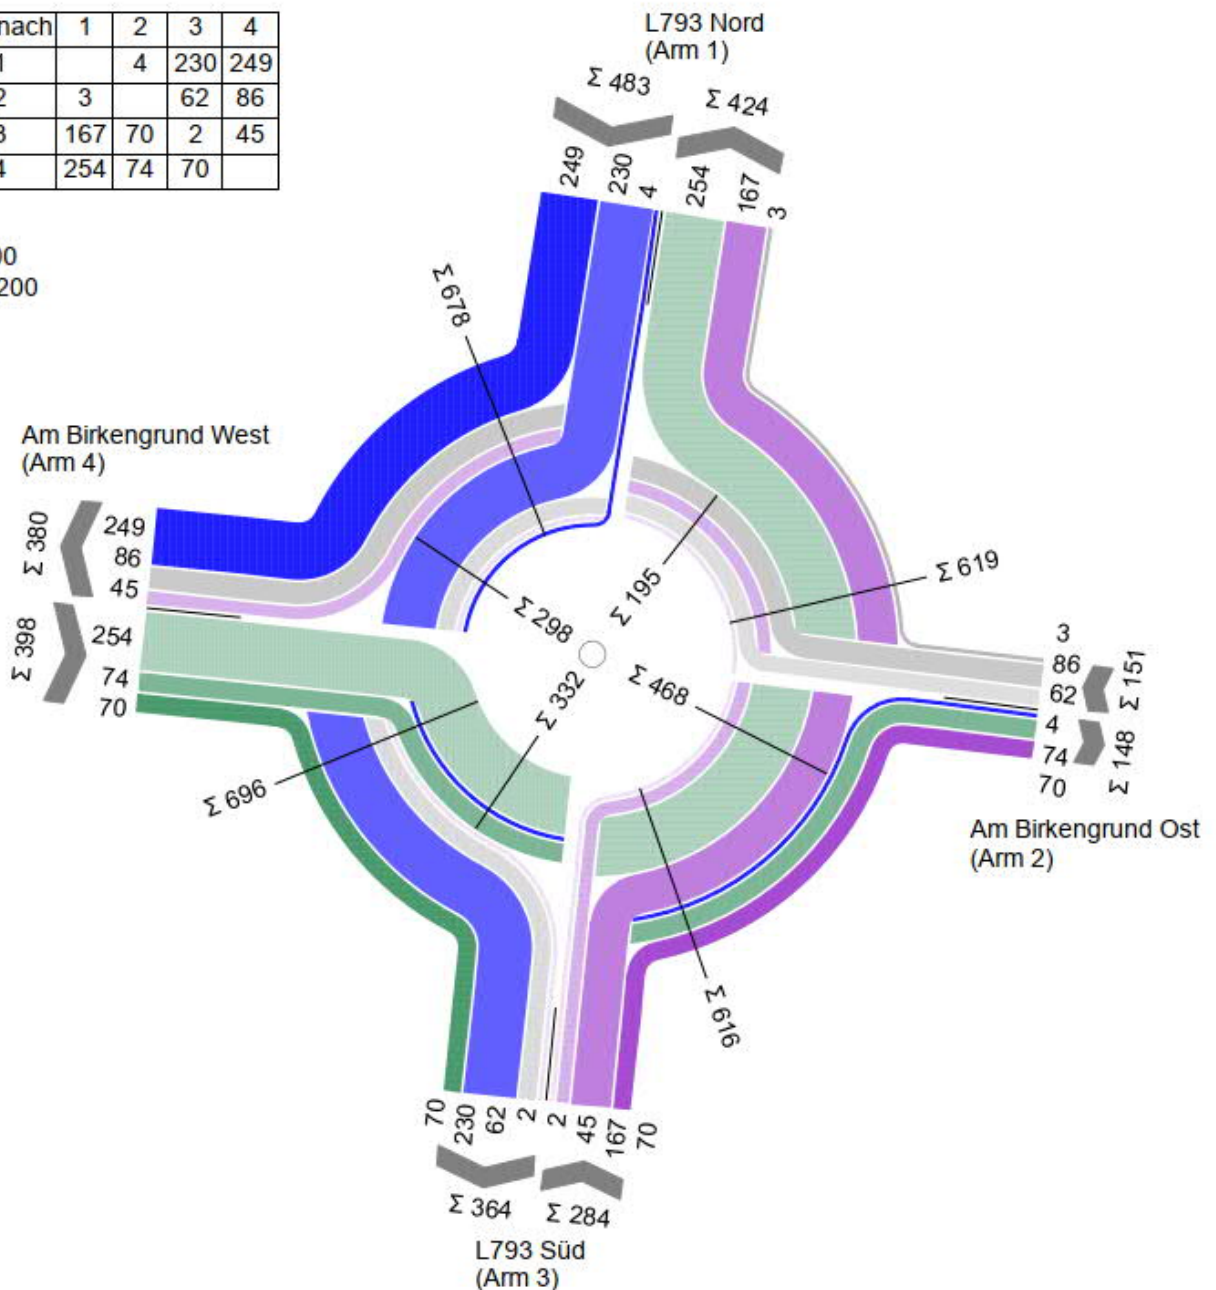 nach 1 2 3 4
1 4 230 249
2 3 62 86
3 167 70 2 45
4 254 74 70
00
200
L793 Nord
(Arm 1)
Σ 483
Σ 424
249
230
4
254
167
3
Σ 678
Am Birkengrund West
(Arm 4)
Σ 380
249
86
45
Σ 398
254
74
70
Σ 298
Σ 195
Σ 619
Σ 332
Σ 468
Σ 696
Σ 616
3
86
62
Σ 151
4
74
70
Σ 148
Am Birkengrund Ost
(Arm 2)
70
230
62
2
2
45
167
70
Σ 364
Σ 284
L793 Süd
(Arm 3)